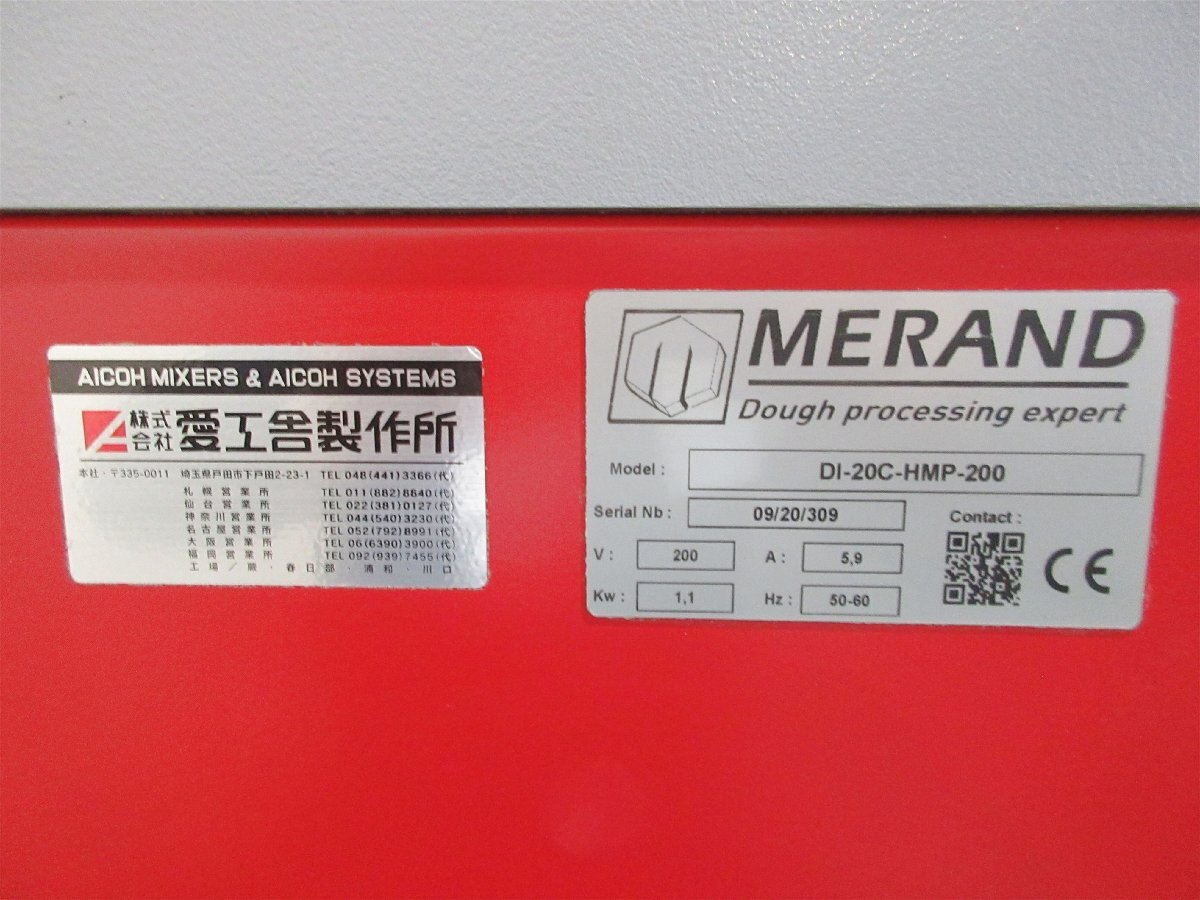 AICOH MIXERS & AICOH SYSTEMS
株式会社 愛工舎製作所
本社・〒335-0011 埼玉県戸田市下戸田2-23-1 TEL 048(441)3366(代)
札幌営業所 TEL 011(882)8640(代)
仙台営業所 TEL 022(381)0127(代)
神奈川営業所 TEL 044(540)3230(代)
名古屋営業所 TEL 052(792)8991(代)
大阪営業所 TEL 06(6390)3900(代)
福岡営業所 TEL 092(939)7455(代)
工場/蕨・春日部・浦和・川口
MERAND
Dough processing expert
Model : DI-20C-HMP-200
Serial Nb : 09/20/309
Contact :
V : 200 A : 5,9
Kw : 1,1 Hz : 50-60
CE